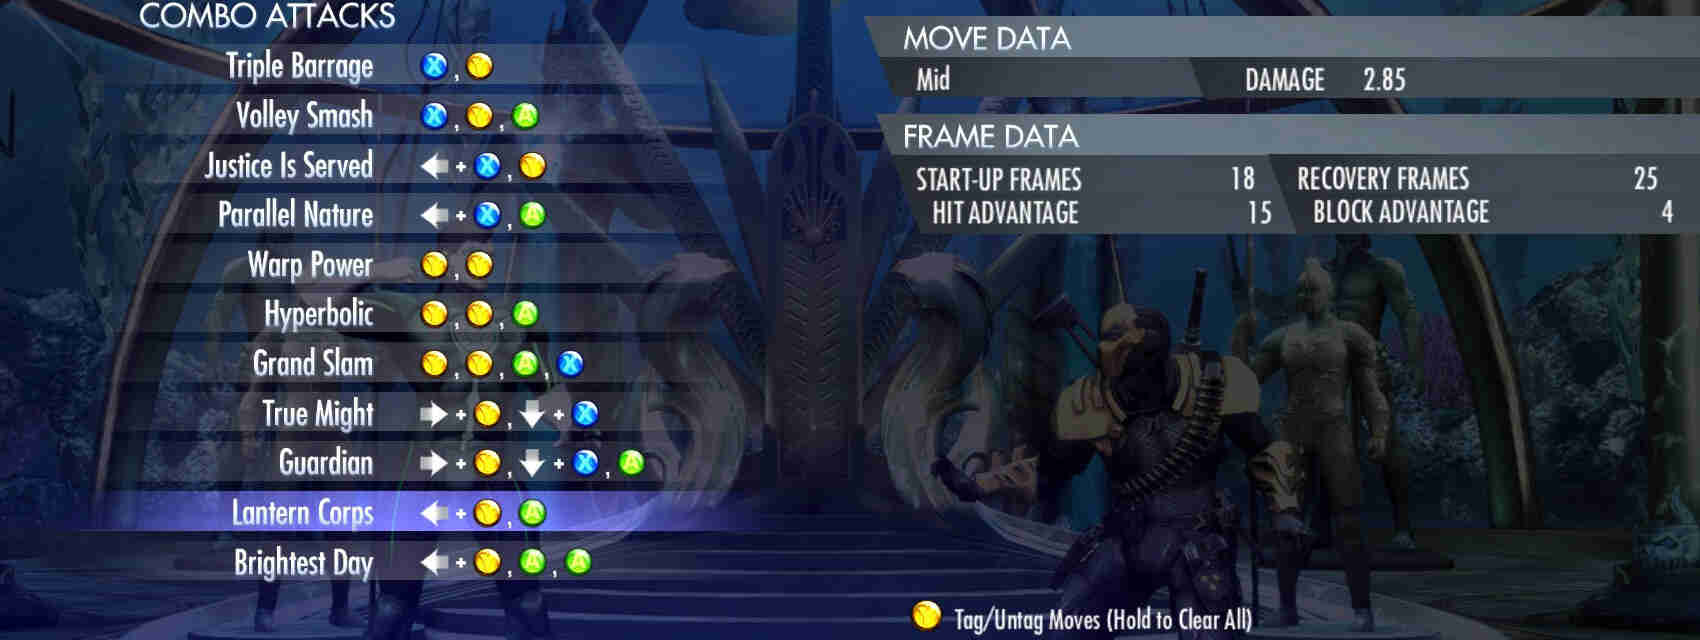 COMBO ATTACKS
Triple Barrage X, Y
Volley Smash X, Y, A
Justice Is Served + X, Y
Parallel Nature + X, A
Warp Power Y, Y
Hyperbolic Y, Y, A
Grand Slam Y, Y, A, X
True Might + Y, + X
Guardian + Y, + X, A
Lantern Corps + Y, A
Brightest Day + Y, A, A
MOVE DATA
Mid DAMAGE 2.85
FRAME DATA
START-UP FRAMES 18 RECOVERY FRAMES 25
HIT ADVANTAGE 15 BLOCK ADVANTAGE 4
Y Tag/Untag Moves (Hold to Clear All)